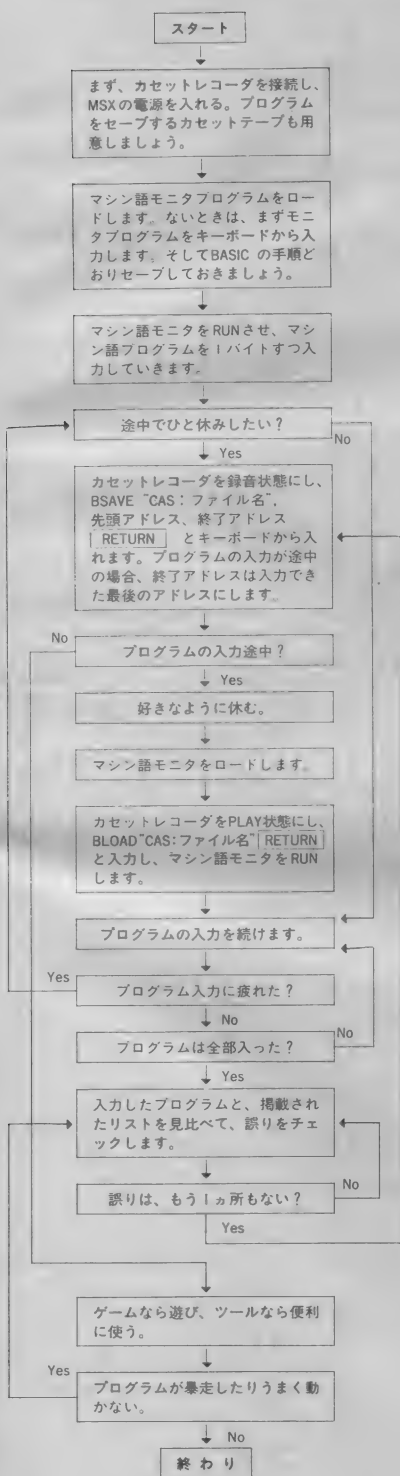 スタート
まず、カセットレコーダを接続し、
MSXの電源を入れる。プログラム
をセーブするカセットテープも用
意しましょう。
マシン語モニタプログラムをロー
ドします。ないときは、まずモニ
タプログラムをキーボードから入
力します。そしてBASICの手順ど
おりセーブしておきましょう。
マシン語モニタをRUNさせ、マシ
ン語プログラムを1バイトずつ入
力していきます。
途中でひと休みしたい?
No
Yes
カセットレコーダを録音状態にし、
BSAVE "CAS:ファイル名",
先頭アドレス、終了アドレス
RETURN とキーボードから入
れます。プログラムの入力が途中
の場合、終了アドレスは入力でき
た最後のアドレスにします。
No
プログラムの入力途中?
Yes
好きなように休む。
マシン語モニタをロードします。
カセットレコーダをPLAY状態にし、
BLOAD"CAS:ファイル名" RETURN
と入力し、マシン語モニタをRUN
します。
プログラムの入力を続けます。
Yes
プログラム入力に疲れた?
No
プログラムは全部入った?
No
Yes
入力したプログラムと、掲載され
たリストを見比べて、誤りをチェ
ックします。
誤りは、もう1ヵ所もない?
No
Yes
ゲームなら遊び、ツールなら便利
に使う。
Yes
プログラムが暴走したりうまく動
かない。
No
終わり